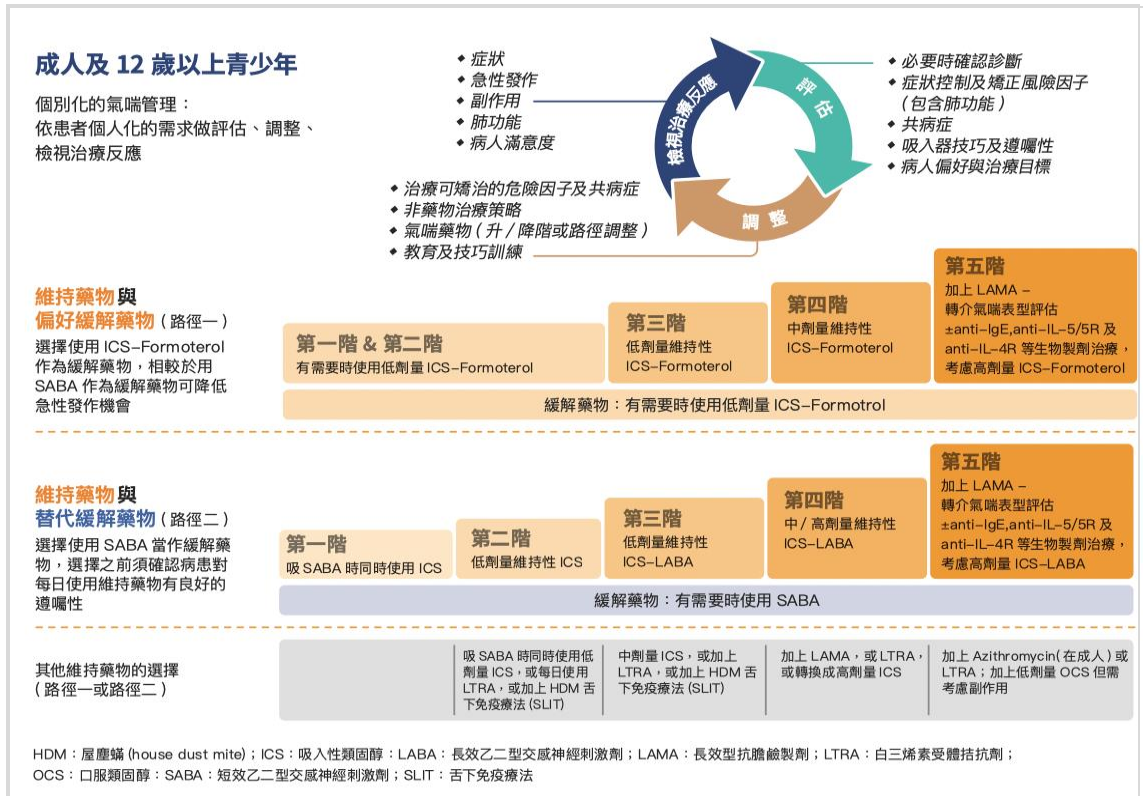 成人及 12 歲以上青少年
個別化的氣喘管理：
依患者個人化的需求做評估、調整、
檢視治療反應
◆ 症狀
◆ 急性發作
◆ 副作用
◆ 肺功能
◆ 病人滿意度
檢視治療反應
評估
調整
◆ 必要時確認診斷
◆ 症狀控制及矯正風險因子
(包含肺功能)
◆ 共病症
◆ 吸入器技巧及遵囑性
◆ 病人偏好與治療目標
◆ 治療可矯治的危險因子及共病症
◆ 非藥物治療策略
◆ 氣喘藥物 ( 升 / 降階或路徑調整 )
◆ 教育及技巧訓練
維持藥物與
偏好緩解藥物 ( 路徑一 )
選擇使用 ICS-Formoterol
作為緩解藥物，相較於用
SABA 作為緩解藥物可降低
急性發作機會
第一階 & 第二階
有需要時使用低劑量 ICS-Formoterol
第三階
低劑量維持性
ICS-Formoterol
第四階
中劑量維持性
ICS-Formoterol
第五階
加上 LAMA –
轉介氣喘表型評估
±anti-IgE,anti-IL-5/5R 及
anti-IL-4R 等生物製劑治療，
考慮高劑量 ICS-Formoterol
緩解藥物：有需要時使用低劑量 ICS-Formotrol
維持藥物與
替代緩解藥物 ( 路徑二 )
選擇使用 SABA 當作緩解藥
物，選擇之前須確認病患對
每日使用維持藥物有良好的
遵囑性
第一階
吸 SABA 時同時使用 ICS
第二階
低劑量維持性 ICS
第三階
低劑量維持性
ICS-LABA
第四階
中 / 高劑量維持性
ICS-LABA
第五階
加上 LAMA –
轉介氣喘表型評估
±anti-IgE,anti-IL-5/5R 及
anti-IL-4R 等生物製劑治療，
考慮高劑量 ICS-LABA
緩解藥物：有需要時使用 SABA
其他維持藥物的選擇
( 路徑一或路徑二 )
吸 SABA 時同時使用低
劑量 ICS，或每日使用
LTRA，或加上 HDM 舌
下免疫療法 (SLIT)
中劑量 ICS，或加上
LTRA，或加上 HDM 舌
下免疫療法 (SLIT)
加上 LAMA，或 LTRA，
或轉換成高劑量 ICS
加上 Azithromycin( 在成人 ) 或
LTRA；加上低劑量 OCS 但需
考慮副作用
HDM：屋塵蟎 (house dust mite)；ICS：吸入性類固醇：LABA：長效乙二型交感神經刺激劑；LAMA：長效型抗膽鹼製劑；LTRA：白三烯素受體拮抗劑；
OCS：口服類固醇：SABA：短效乙二型交感神經刺激劑；SLIT：舌下免疫療法